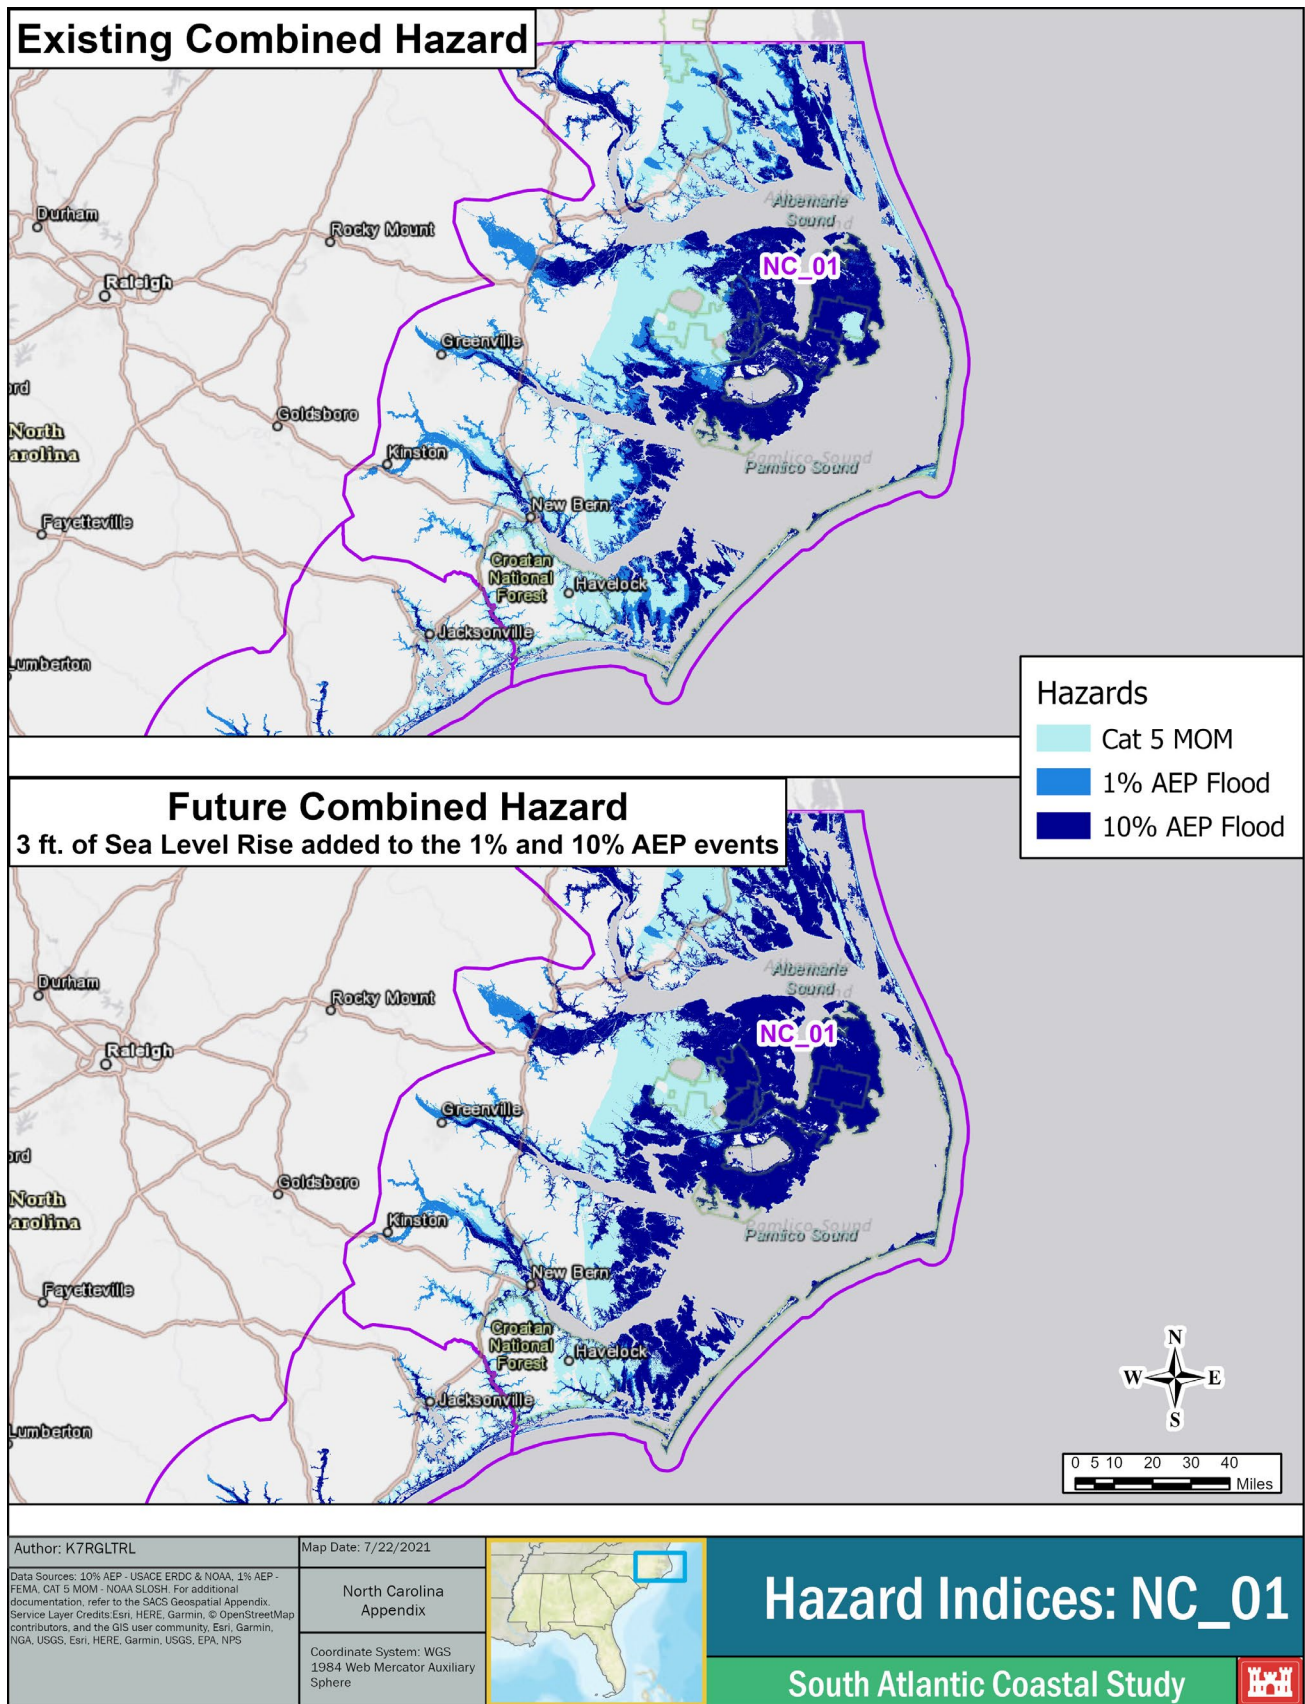 Existing Combined Hazard
Albemarle
Sound
Durham
Rocky Mount
NC_01
Raleigh
Greenville
ord
Goldsboro
North
arolina
Kinston
Pamlico Sound
Pamlico Sound
New Bern
Fayetteville
Croatan
National
Forest
Havelock
Jacksonville
Lumberton
Hazards
Cat 5 MOM
1% AEP Flood
10% AEP Flood
Future Combined Hazard
3 ft. of Sea Level Rise added to the 1% and 10% AEP events
Albemarle
Sound
Durham
Rocky Mount
NC_01
Raleigh
Greenville
ord
Goldsboro
North
arolina
Kinston
Pamlico Sound
Pamlico Sound
New Bern
Fayetteville
Croatan
National
Forest
Havelock
Jacksonville
Lumberton
N
W E
S
0 5 10 20 30 40
Miles
Author: K7RGLTRL
Data Sources: 10% AEP - USACE ERDC & NOAA, 1% AEP -
FEMA, CAT 5 MOM - NOAA SLOSH. For additional
documentation, refer to the SACS Geospatial Appendix.
Service Layer Credits:Esri, HERE, Garmin, © OpenStreetMap
contributors, and the GIS user community, Esri, Garmin,
NGA, USGS, Esri, HERE, Garmin, USGS, EPA, NPS
Map Date: 7/22/2021
North Carolina
Appendix
Coordinate System: WGS
1984 Web Mercator Auxiliary
Sphere
Hazard Indices: NC_01
South Atlantic Coastal Study